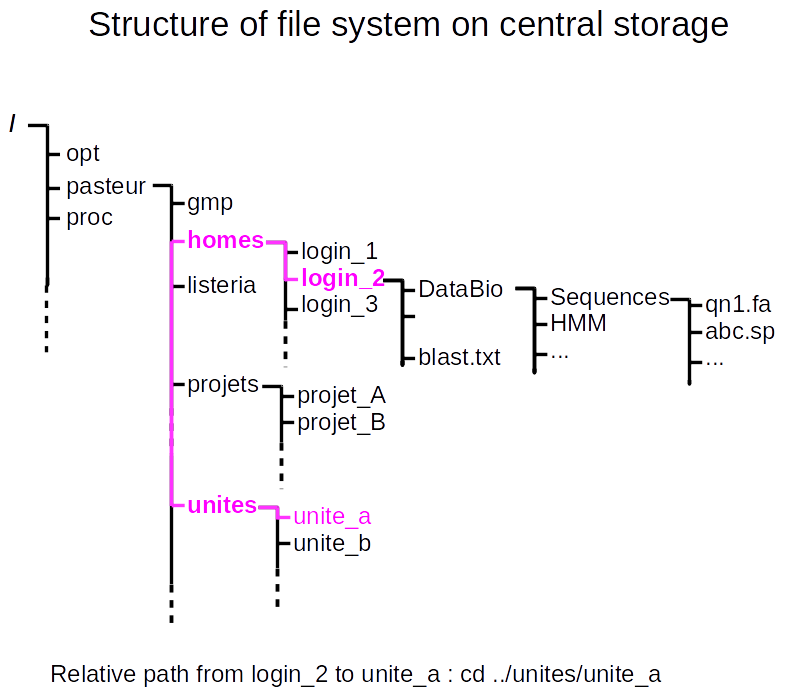 Structure of file system on central storage
/
opt
pasteur
proc
gmp
homes
login_1
listeria
login_2
login_3
DataBio
blast.txt
Sequences
HMM
...
qn1.fa
abc.sp
...
projets
projet_A
projet_B
unites
unite_a
unite_b
Relative path from login_2 to unite_a : cd ../unites/unite_a